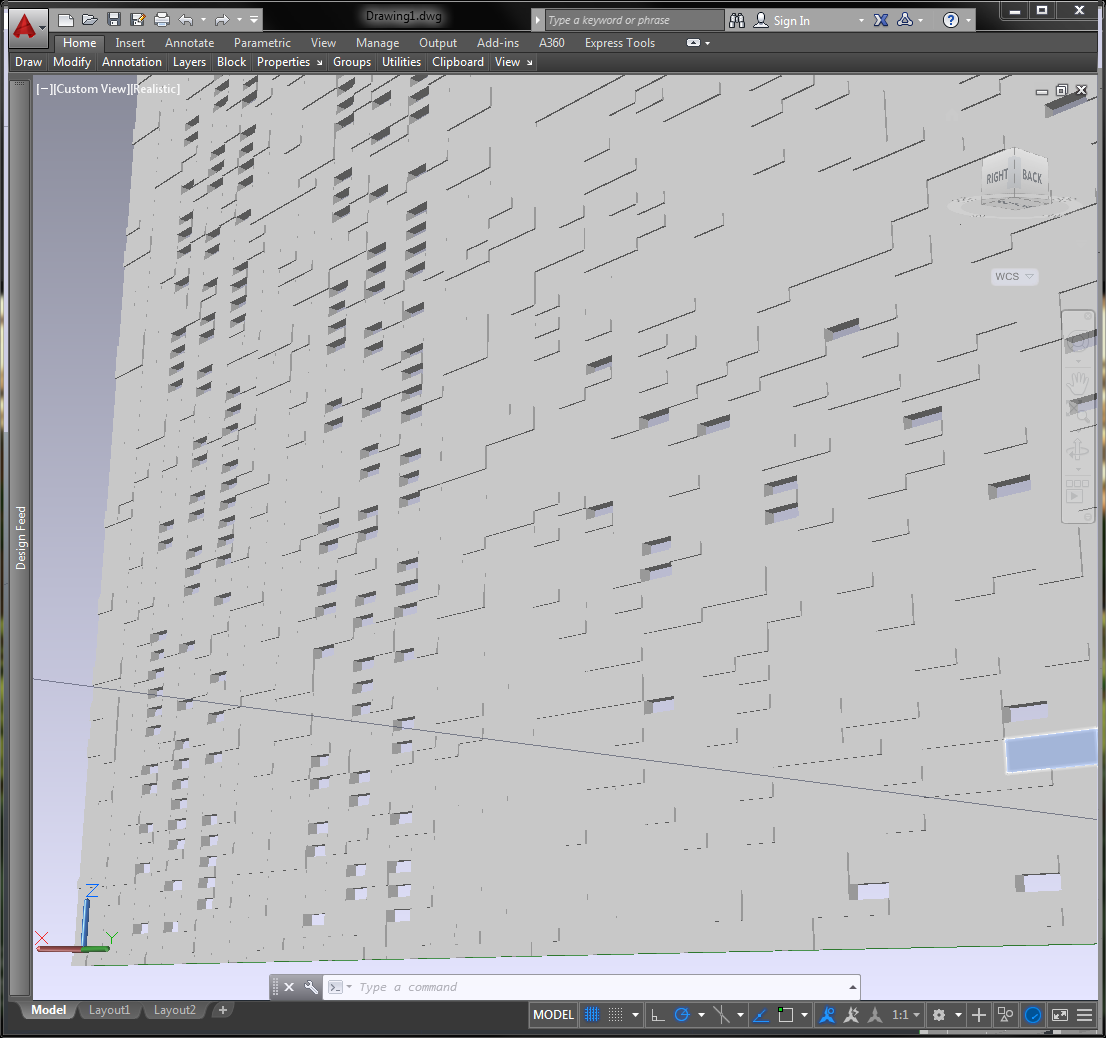 Drawing1.dwg
Type a keyword or phrase
Sign In
Home Insert Annotate Parametric View Manage Output Add-ins A360 Express Tools
Draw Modify Annotation Layers Block Properties Groups Utilities Clipboard View
[−][Custom View][Realistic]
RIGHT BACK
WCS
Design Feed
Z
X Y
Type a command
Model Layout1 Layout2 +
MODEL 1:1